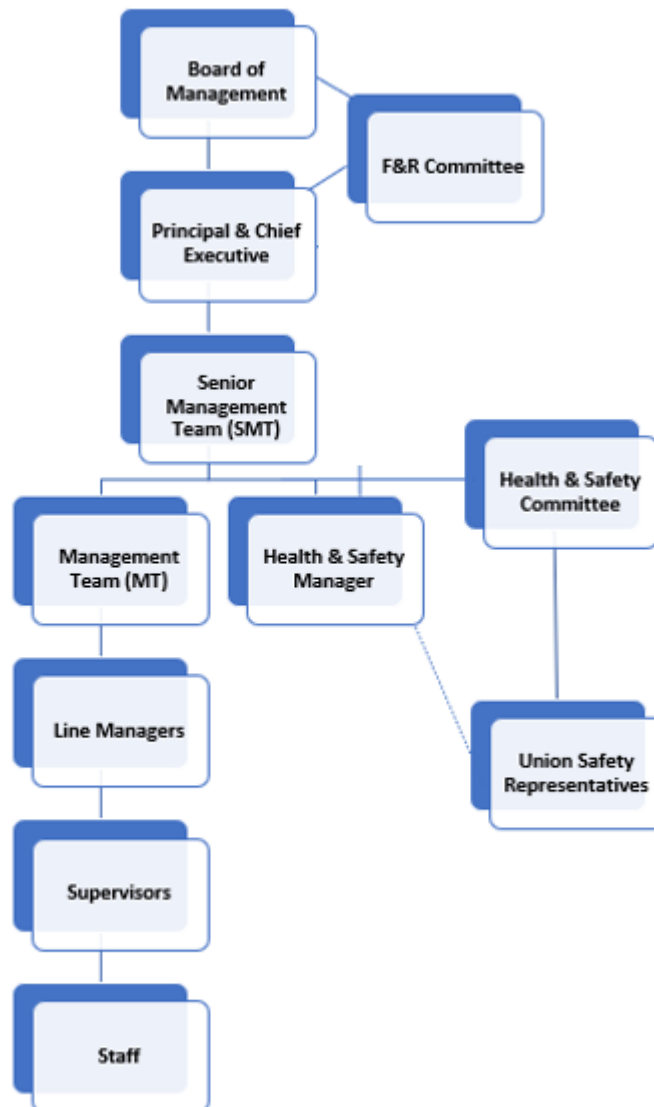 Board of
Management
F&R Committee
Principal & Chief
Executive
Senior
Management
Team (SMT)
Health & Safety
Committee
Management
Team (MT)
Health & Safety
Manager
Line Managers
Union Safety
Representatives
Supervisors
Staff